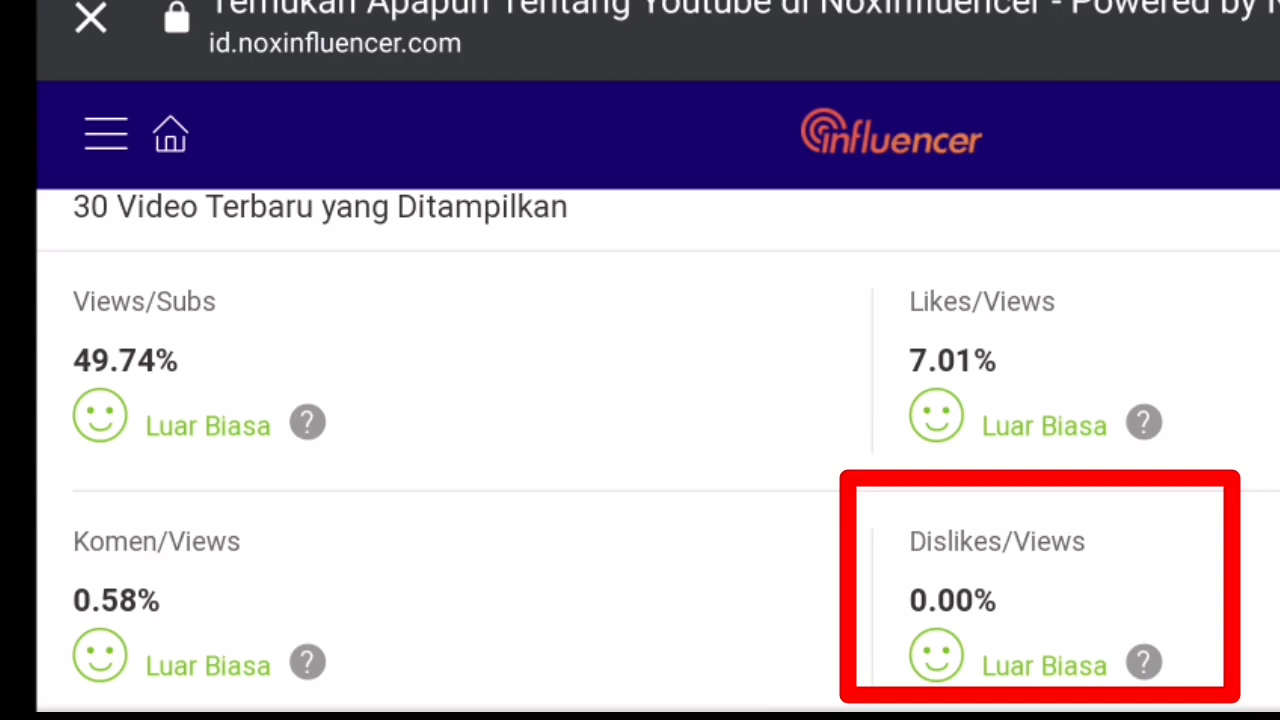 Temukan Apapun Tentang Youtube di NoxInfluencer - Powered by
id.noxinfluencer.com
influencer
30 Video Terbaru yang Ditampilkan
Views/Subs
49.74%
Luar Biasa ?
Likes/Views
7.01%
Luar Biasa ?
Komen/Views
0.58%
Luar Biasa ?
Dislikes/Views
0.00%
Luar Biasa ?